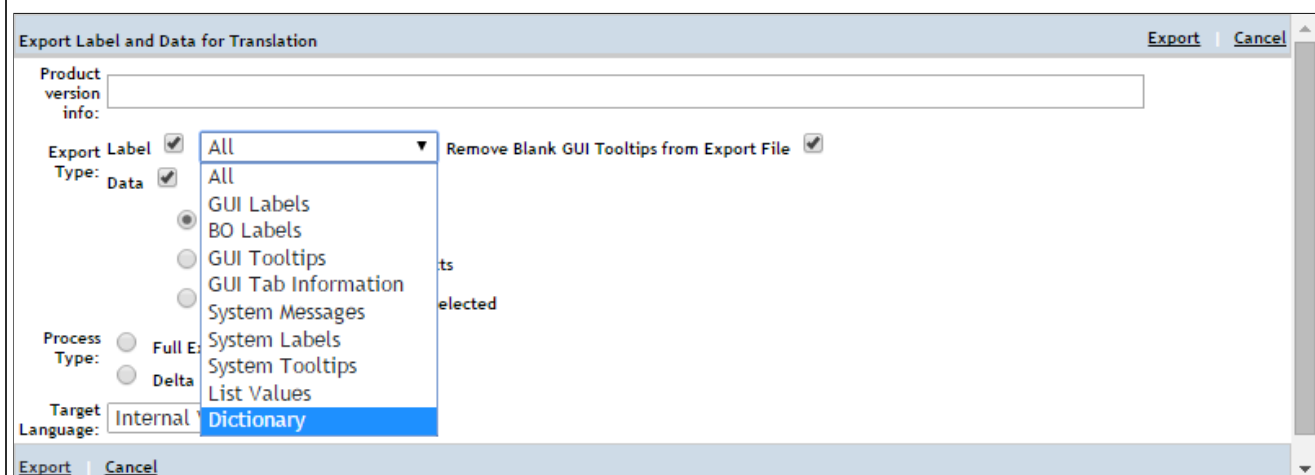 Export Label and Data for Translation
Export | Cancel
Product
version
info:
Export
Type:
Label
All
Remove Blank GUI Tooltips from Export File
Data
All
GUI Labels
BO Labels
GUI Tooltips
GUI Tab Information
System Messages
System Labels
System Tooltips
List Values
Dictionary
Process
Type:
Full
Delta
Target
Language:
Internal
Export | Cancel